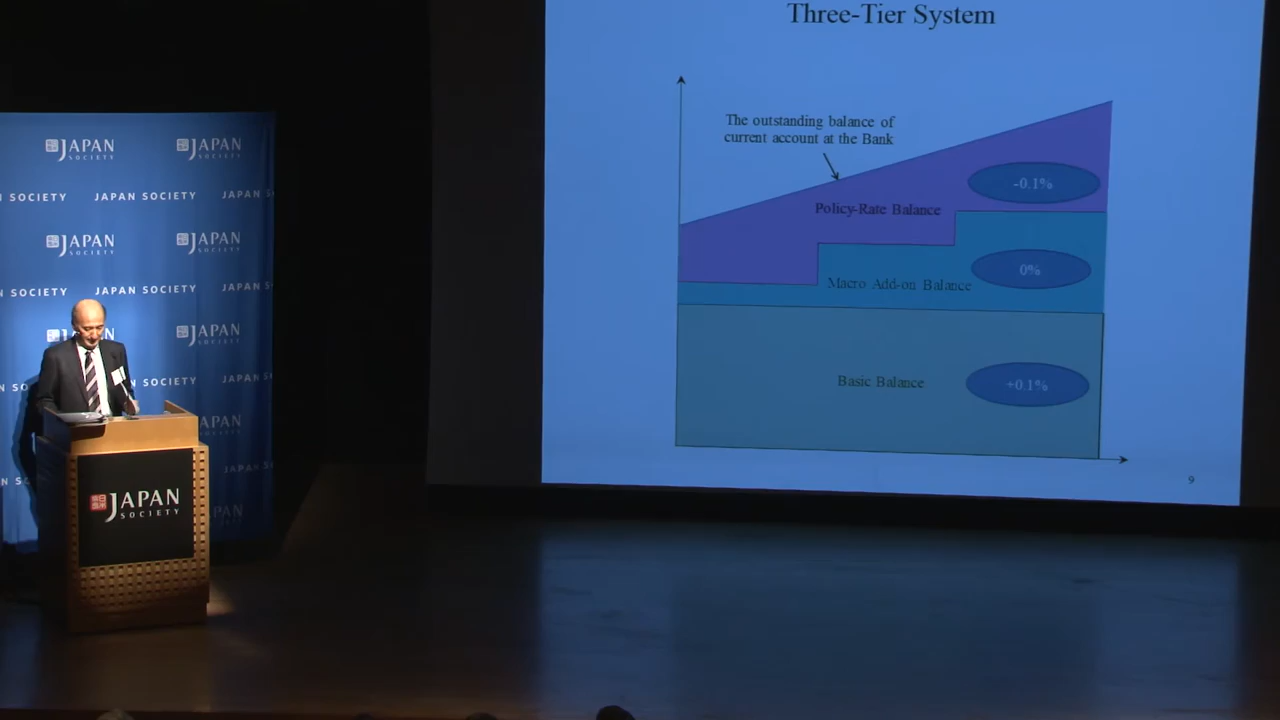 Three-Tier System
The outstanding balance of
current account at the Bank
-0.1%
Policy-Rate Balance
0%
Macro Add-on Balance
Basic Balance
+0.1%
9
JAPAN
SOCIETY
JAPAN
SOCIETY
SOCIETY JAPAN SOCIETY JAPAN S
JAPAN
SOCIETY
JAPAN
SOCIETY
SOCIETY JAPAN SOCIETY JAPAN S
JAPAN
SOCIETY
SO SOCIETY JAPAN S
JAPAN
SOCIETY
JAPAN S
JAPAN
JAPAN
SOCIETY